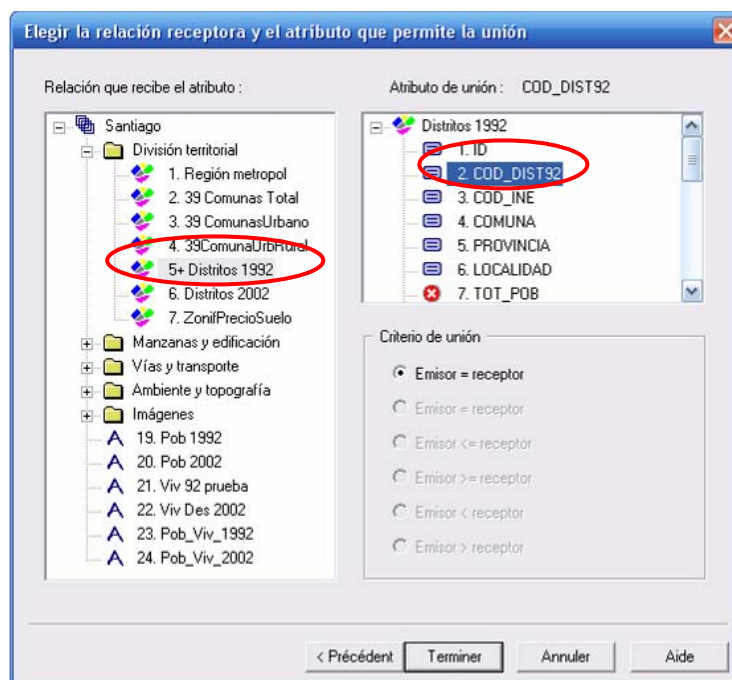 Elegir la relación receptora y el atributo que permite la unión
Relación que recibe el atributo :
Santiago
División territorial
1. Región metropol
2. 39 Comunas Total
3. 39 ComunasUrbano
4. 39ComunaUrbRural
5+ Distritos 1992
6. Distritos 2002
7. ZonifPrecioSuelo
Manzanas y edificación
Vías y transporte
Ambiente y topografía
Imágenes
19. Pob 1992
20. Pob 2002
21. Viv 92 prueba
22. Viv Des 2002
23. Pob_Viv_1992
24. Pob_Viv_2002
Atributo de unión : COD_DIST92
Distritos 1992
1. ID
2. COD_DIST92
3. COD_INE
4. COMUNA
5. PROVINCIA
6. LOCALIDAD
7. TOT_POB
Criterio de unión
Emisor = receptor
Emisor = receptor
Emisor <= receptor
Emisor >= receptor
Emisor < receptor
Emisor > receptor
< Précédent
Terminer
Annuler
Aide